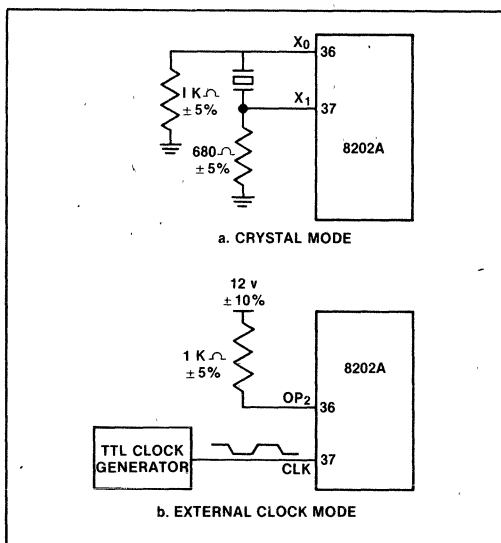 X0
36
1 KΩ
±5%
X1
37
680Ω
±5%
8202A
a. CRYSTAL MODE
12 v
±10%
1 KΩ
±5%
8202A
OP2
36
TTL CLOCK
GENERATOR
CLK
37
b. EXTERNAL CLOCK MODE